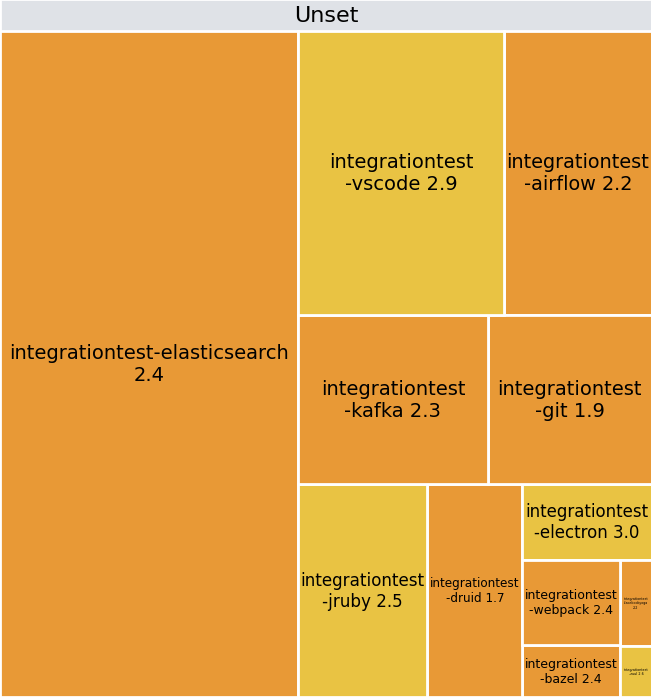 Unset
integrationtest
-vscode 2.9
integrationtest
-airflow 2.2
integrationtest-elasticsearch
2.4
integrationtest
-kafka 2.3
integrationtest
-git 1.9
integrationtest
-electron 3.0
integrationtest
-jruby 2.5
integrationtest
-druid 1.7
integrationtest
-webpack 2.4
integrationtest
integrationtest
-bazel 2.4
integrationtest